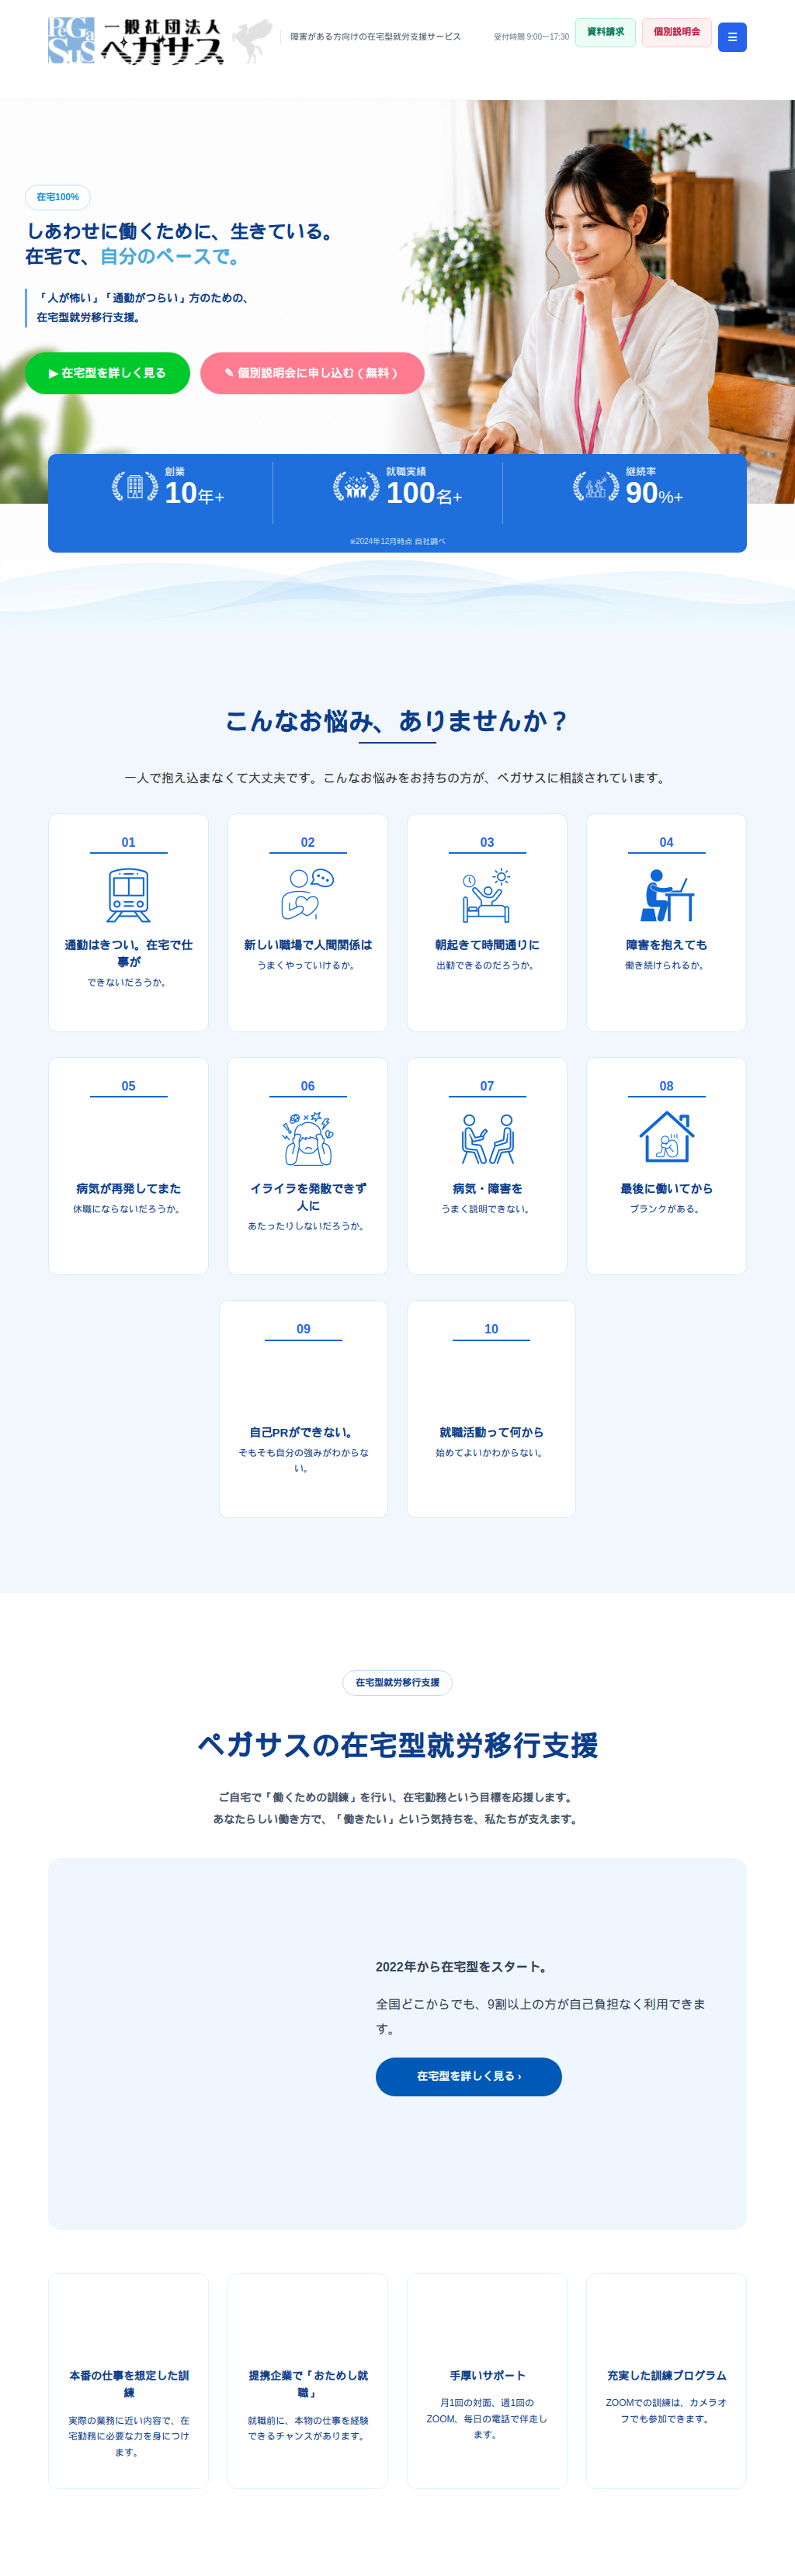 PeGaSuS
一般社団法人
ペガサス
障害がある方向けの在宅型就労支援サービス
受付時間 9:00〜17:30
資料請求
個別説明会
☰
在宅100%
しあわせに働くために、生きている。
在宅で、自分のペースで。
「人が怖い」「通勤がつらい」方のための、
在宅型就労移行支援。
▶ 在宅型を詳しく見る
✎ 個別説明会に申し込む（無料）
創業
10年+
就職実績
100名+
継続率
90%+
※2024年12月時点 自社調べ
こんなお悩み、ありませんか？
一人で抱え込まなくて大丈夫です。こんなお悩みをお持ちの方が、ペガサスに相談されています。
01
通勤はきつい。在宅で仕
事が
できないだろうか。
02
新しい職場で人間関係は
うまくやっていけるか。
03
朝起きて時間通りに
出勤できるのだろうか。
04
障害を抱えても
働き続けられるか。
05
病気が再発してまた
休職にならないだろうか。
06
イライラを発散できず
人に
あたったりしないだろうか。
07
病気・障害を
うまく説明できない。
08
最後に働いてから
ブランクがある。
09
自己PRができない。
そもそも自分の強みがわからな
い。
10
就職活動って何から
始めてよいかわからない。
在宅型就労移行支援
ペガサスの在宅型就労移行支援
ご自宅で「働くための訓練」を行い、在宅勤務という目標を応援します。
あなたらしい働き方で、「働きたい」という気持ちを、私たちが支えます。
2022年から在宅型をスタート。
全国どこからでも、9割以上の方が自己負担なく利用できま
す。
在宅型を詳しく見る ›
本番の仕事を想定した訓
練
実際の業務に近い内容で、在
宅勤務に必要な力を身につけ
ます。
提携企業で「おためし就
職」
就職前に、本物の仕事を経験
できるチャンスがあります。
手厚いサポート
月1回の対面、週1回の
ZOOM、毎日の電話で伴走し
ます。
充実した訓練プログラム
ZOOMでの訓練は、カメラオ
フでも参加できます。